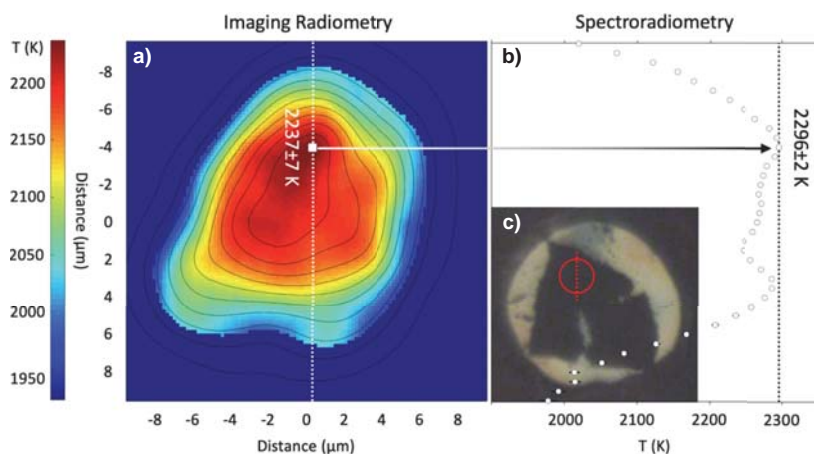 Imaging Radiometry
Spectroradiometry
T (K)
a)
b)
2200
2150
2100
2050
2000
1950
Distance (μm)
-8
-6
-4
-2
0
2
4
6
8
2237±7 K
2296±2 K
c)
-8 -6 -4 -2 0 2 4 6 8
Distance (μm)
2000 2100 2200 2300
T (K)